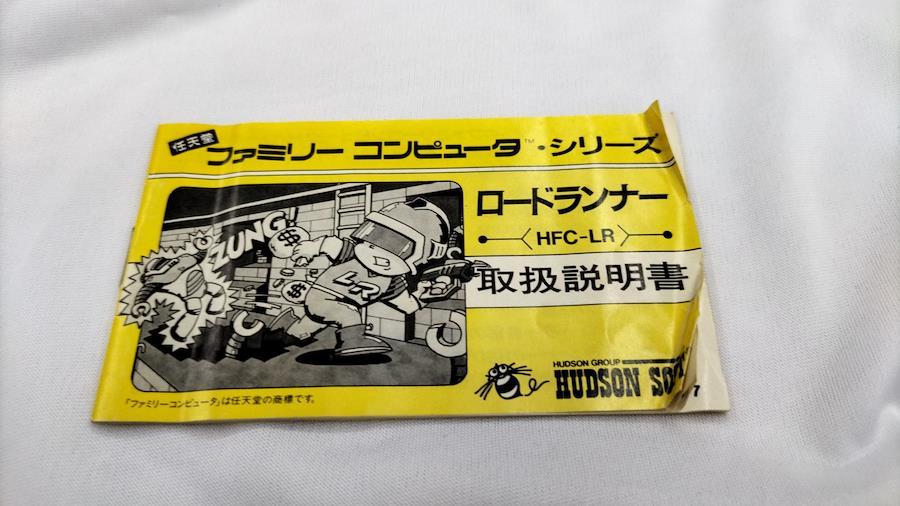 任天堂
ファミリー コンピュータ™・シリーズ
ロードランナー
HFC-LR
取扱説明書
ZUNG!
LR
$
$
HUDSON GROUP
HUDSON
「ファミリーコンピュータ」は任天堂の商標です。
7